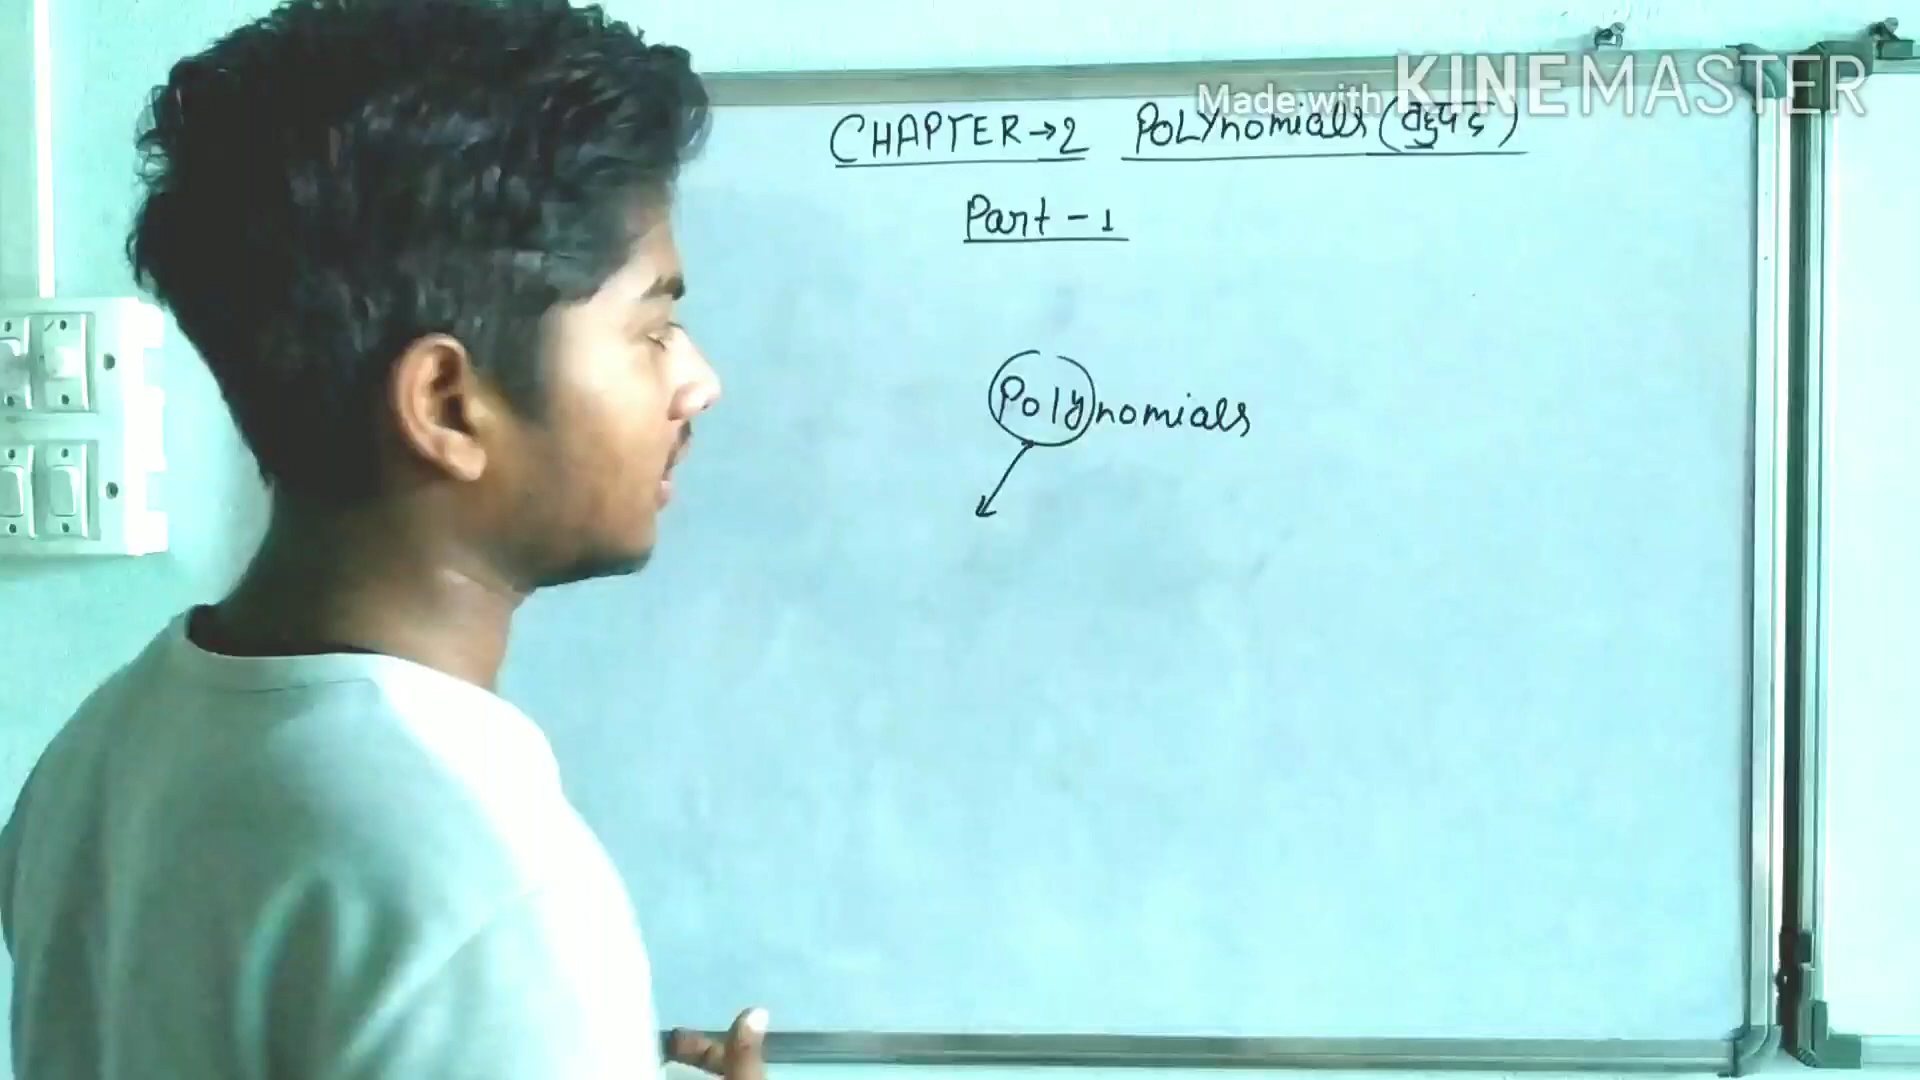 Made with KINEMASTER
CHAPTER→2 POLYnomials (बहुपद)
Part - 1
Polynomials